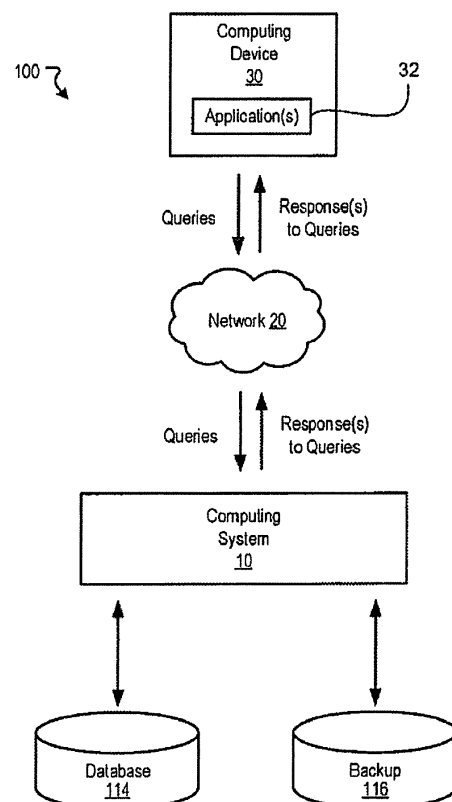 100
Computing
Device
30
32
Application(s)
Queries
Response(s)
to Queries
Network 20
Queries
Response(s)
to Queries
Computing
System
10
Database
114
Backup
116